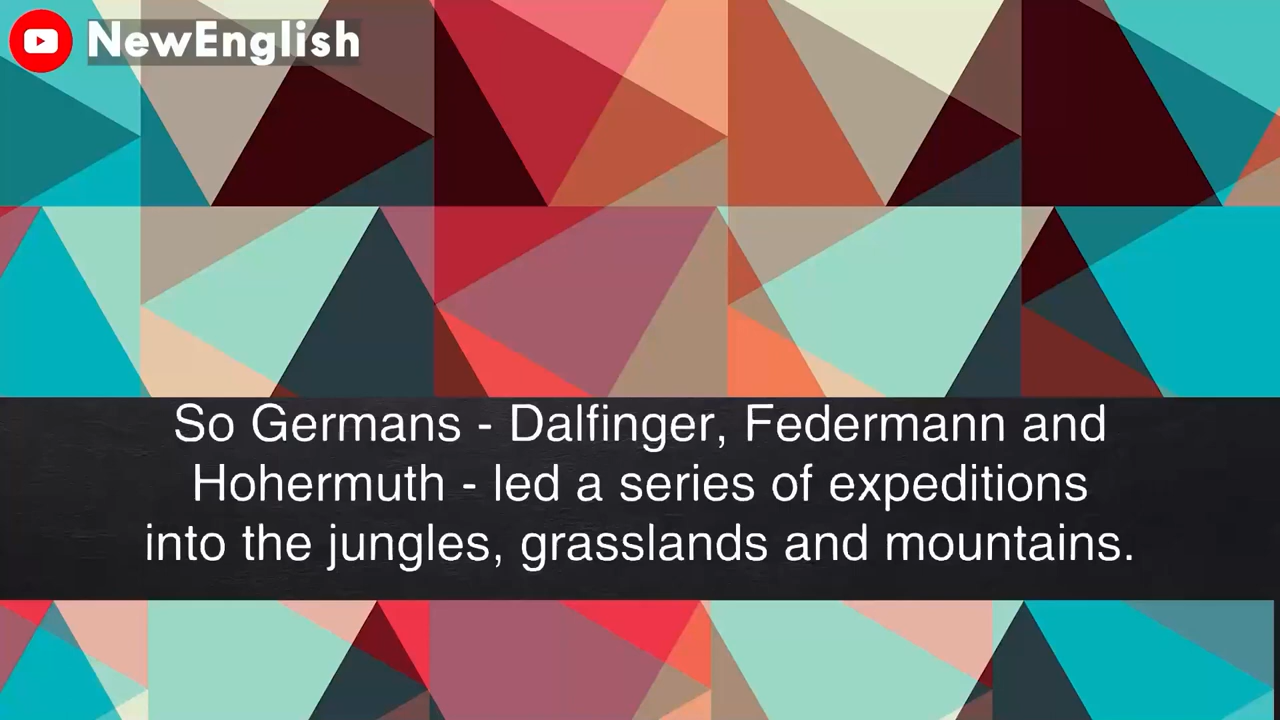 NewEnglish
So Germans - Dalfinger, Federmann and
Hohermuth - led a series of expeditions
into the jungles, grasslands and mountains.